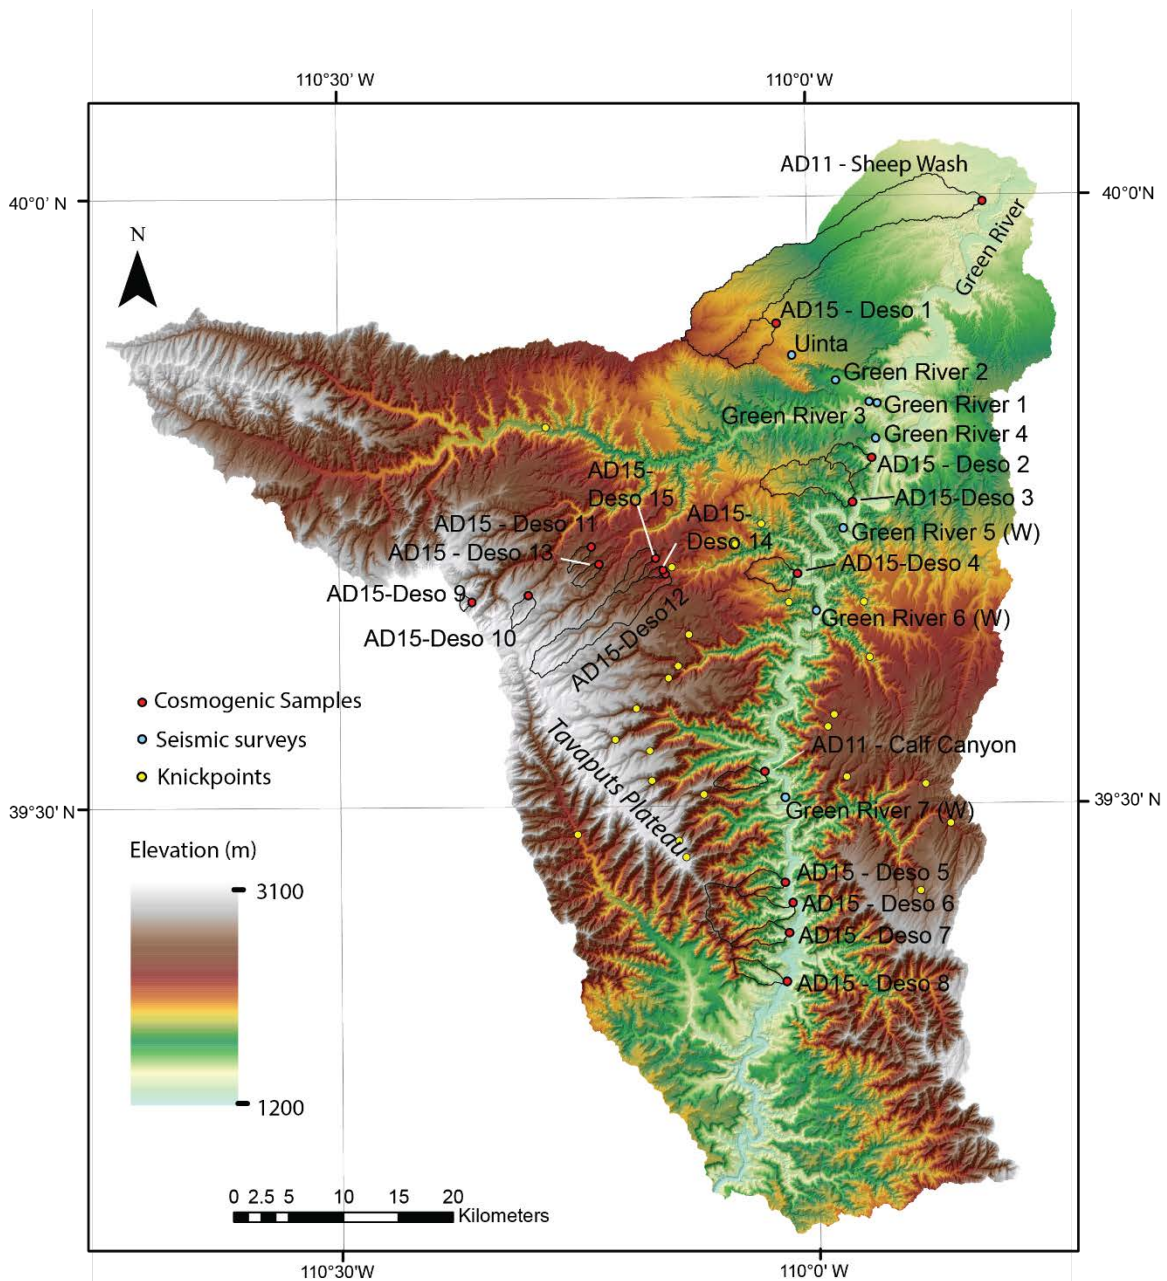 110°30' W
110°0' W
AD11 - Sheep Wash
40°0' N
40°0'N
N
Green River
AD15 - Deso 1
Uinta
Green River 2
Green River 1
Green River 3
Green River 4
AD15 - Deso 2
AD15-
Deso 15
AD15-Deso 3
AD15-
Deso 14
AD15 - Deso 11
Green River 5 (W)
AD15 - Deso 13
AD15-Deso 4
AD15-Deso 9
AD15-Deso12
Green River 6 (W)
AD15-Deso 10
Cosmogenic Samples
Seismic surveys
Knickpoints
Tavaputs Plateau
AD11 - Calf Canyon
39°30' N
39°30' N
Green River 7 (W)
Elevation (m)
3100
1200
AD15 - Deso 5
AD15 - Deso 6
AD15 - Deso 7
AD15 - Deso 8
0 2.5 5 10 15 20
Kilometers
110°30' W
110°0' W